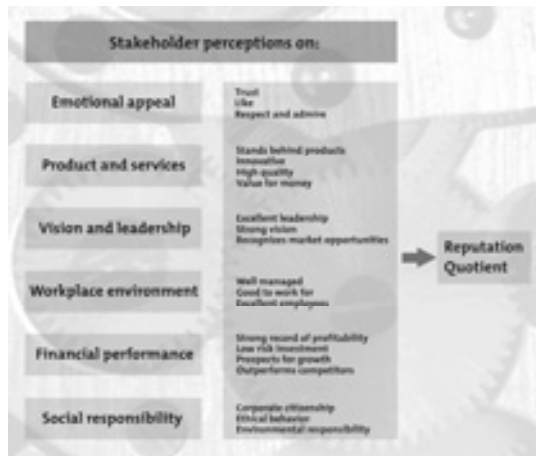 Stakeholder perceptions on:
Emotional appeal
Trust
Like
Respect and admire
Product and services
Stands behind products
Innovative
High quality
Value for money
Vision and leadership
Excellent leadership
Strong vision
Recognizes market opportunities
Reputation
Quotient
Workplace environment
Well managed
Good to work for
Excellent employees
Financial performance
Strong record of profitability
Low risk investment
Prospects for growth
Outperforms competitors
Social responsibility
Corporate citizenship
Ethical behavior
Environmental responsibility